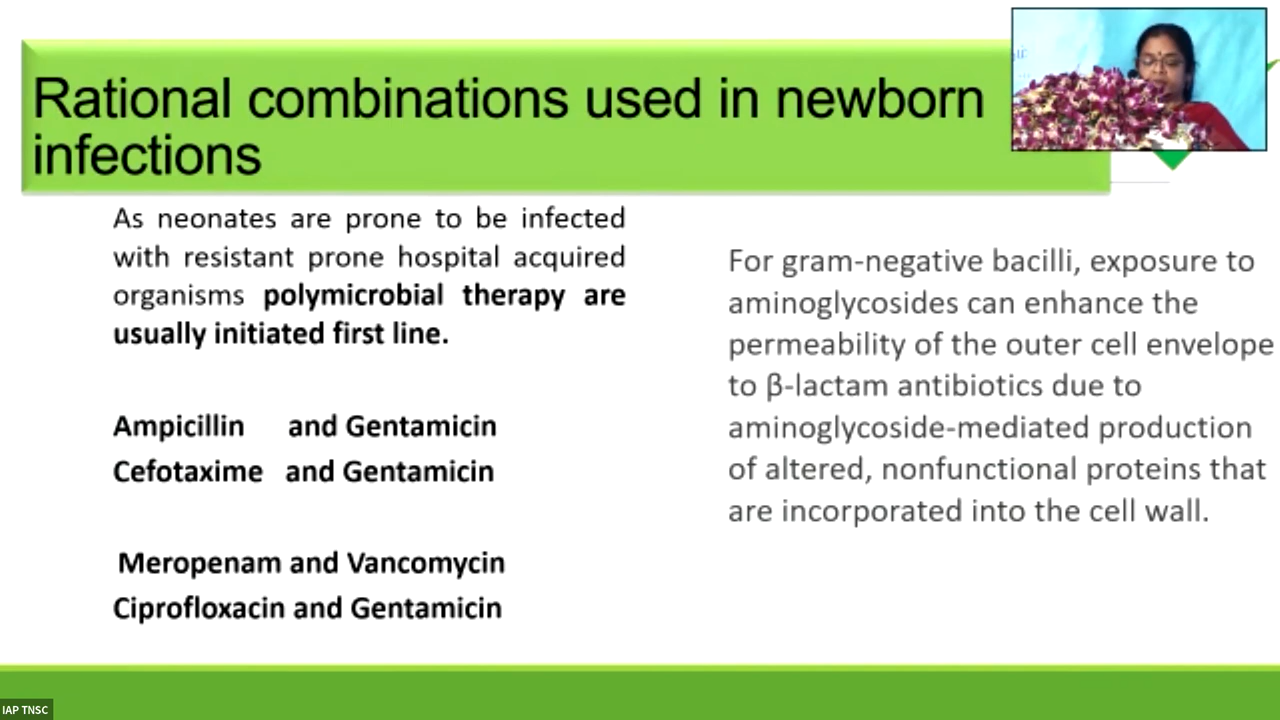 Rational combinations used in newborn
infections
As neonates are prone to be infected
with resistant prone hospital acquired
organisms polymicrobial therapy are
usually initiated first line.
Ampicillin and Gentamicin
Cefotaxime and Gentamicin
Meropenam and Vancomycin
Ciprofloxacin and Gentamicin
For gram-negative bacilli, exposure to
aminoglycosides can enhance the
permeability of the outer cell envelope
to β-lactam antibiotics due to
aminoglycoside-mediated production
of altered, nonfunctional proteins that
are incorporated into the cell wall.
IAP TNSC